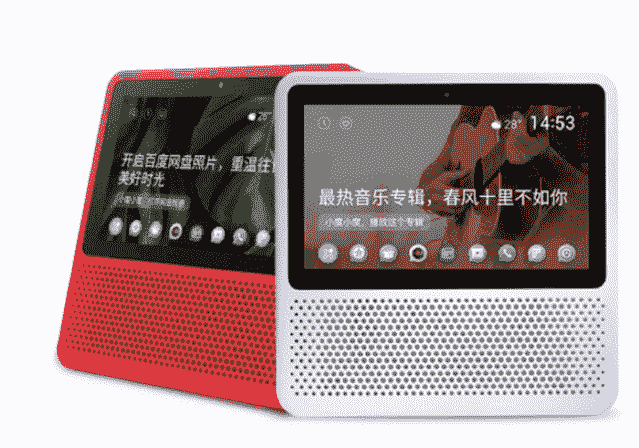 28°
开启百度网盘照片，重温往
美好时光
28° 14:53
最热音乐专辑，春风十里不如你
小度小度，播放这个专辑